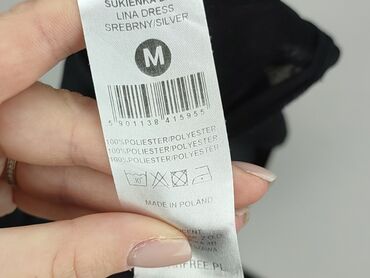 SUKIENKA
LINA DRESS
SREBRNY/SILVER
M
5 901138 415955
100%POLIESTER/POLYESTER
100%POLIESTER/POLYESTER
100%POLIESTER/POLYESTER
MADE IN POLAND